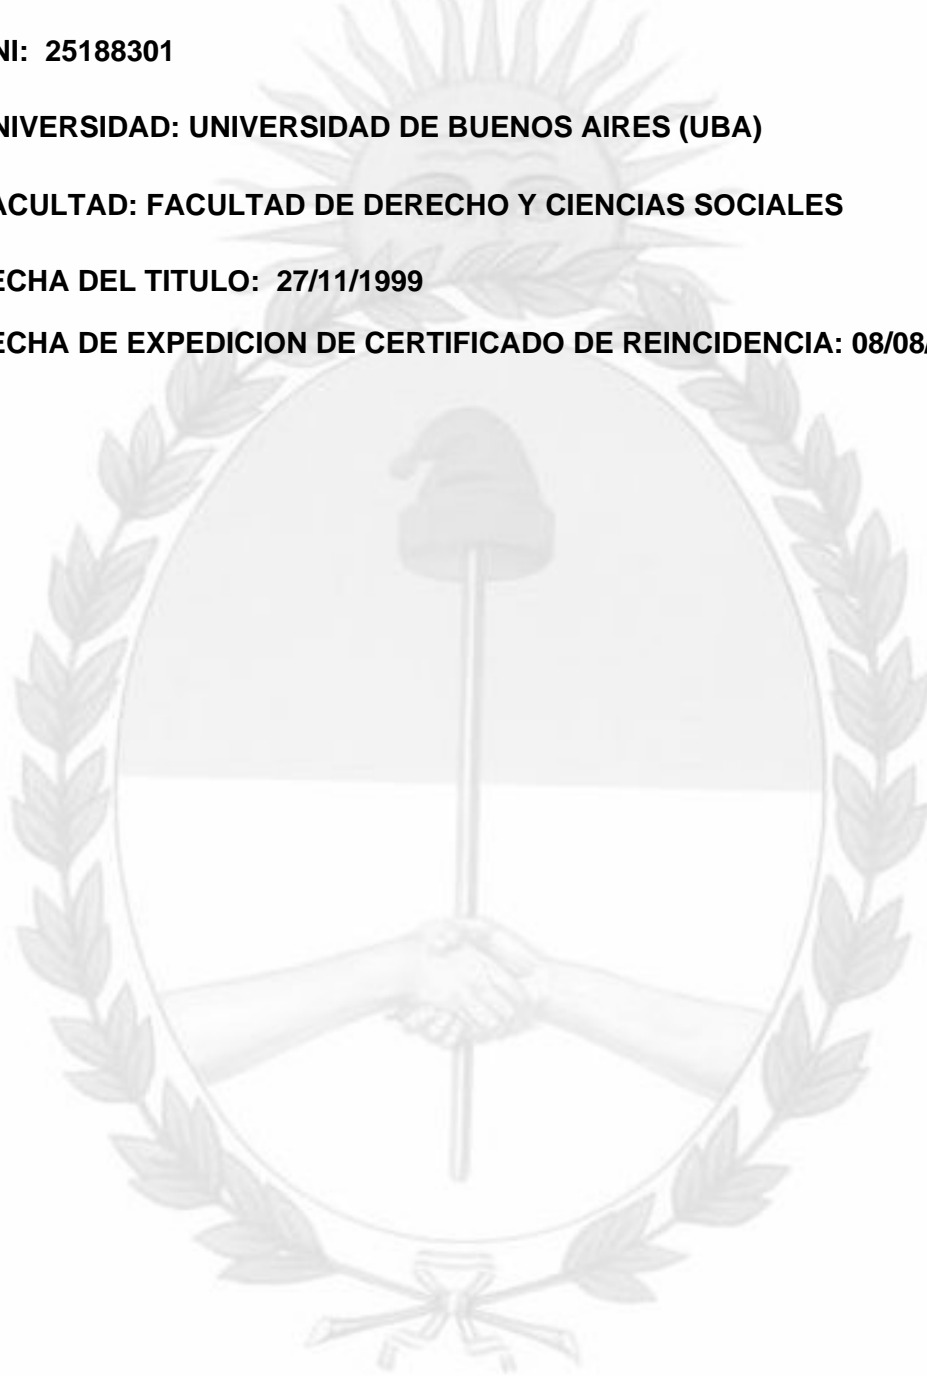 NI: 25188301
NIVERSIDAD: UNIVERSIDAD DE BUENOS AIRES (UBA)
ACULTAD: FACULTAD DE DERECHO Y CIENCIAS SOCIALES
ECHA DEL TITULO: 27/11/1999
ECHA DE EXPEDICION DE CERTIFICADO DE REINCIDENCIA: 08/08/